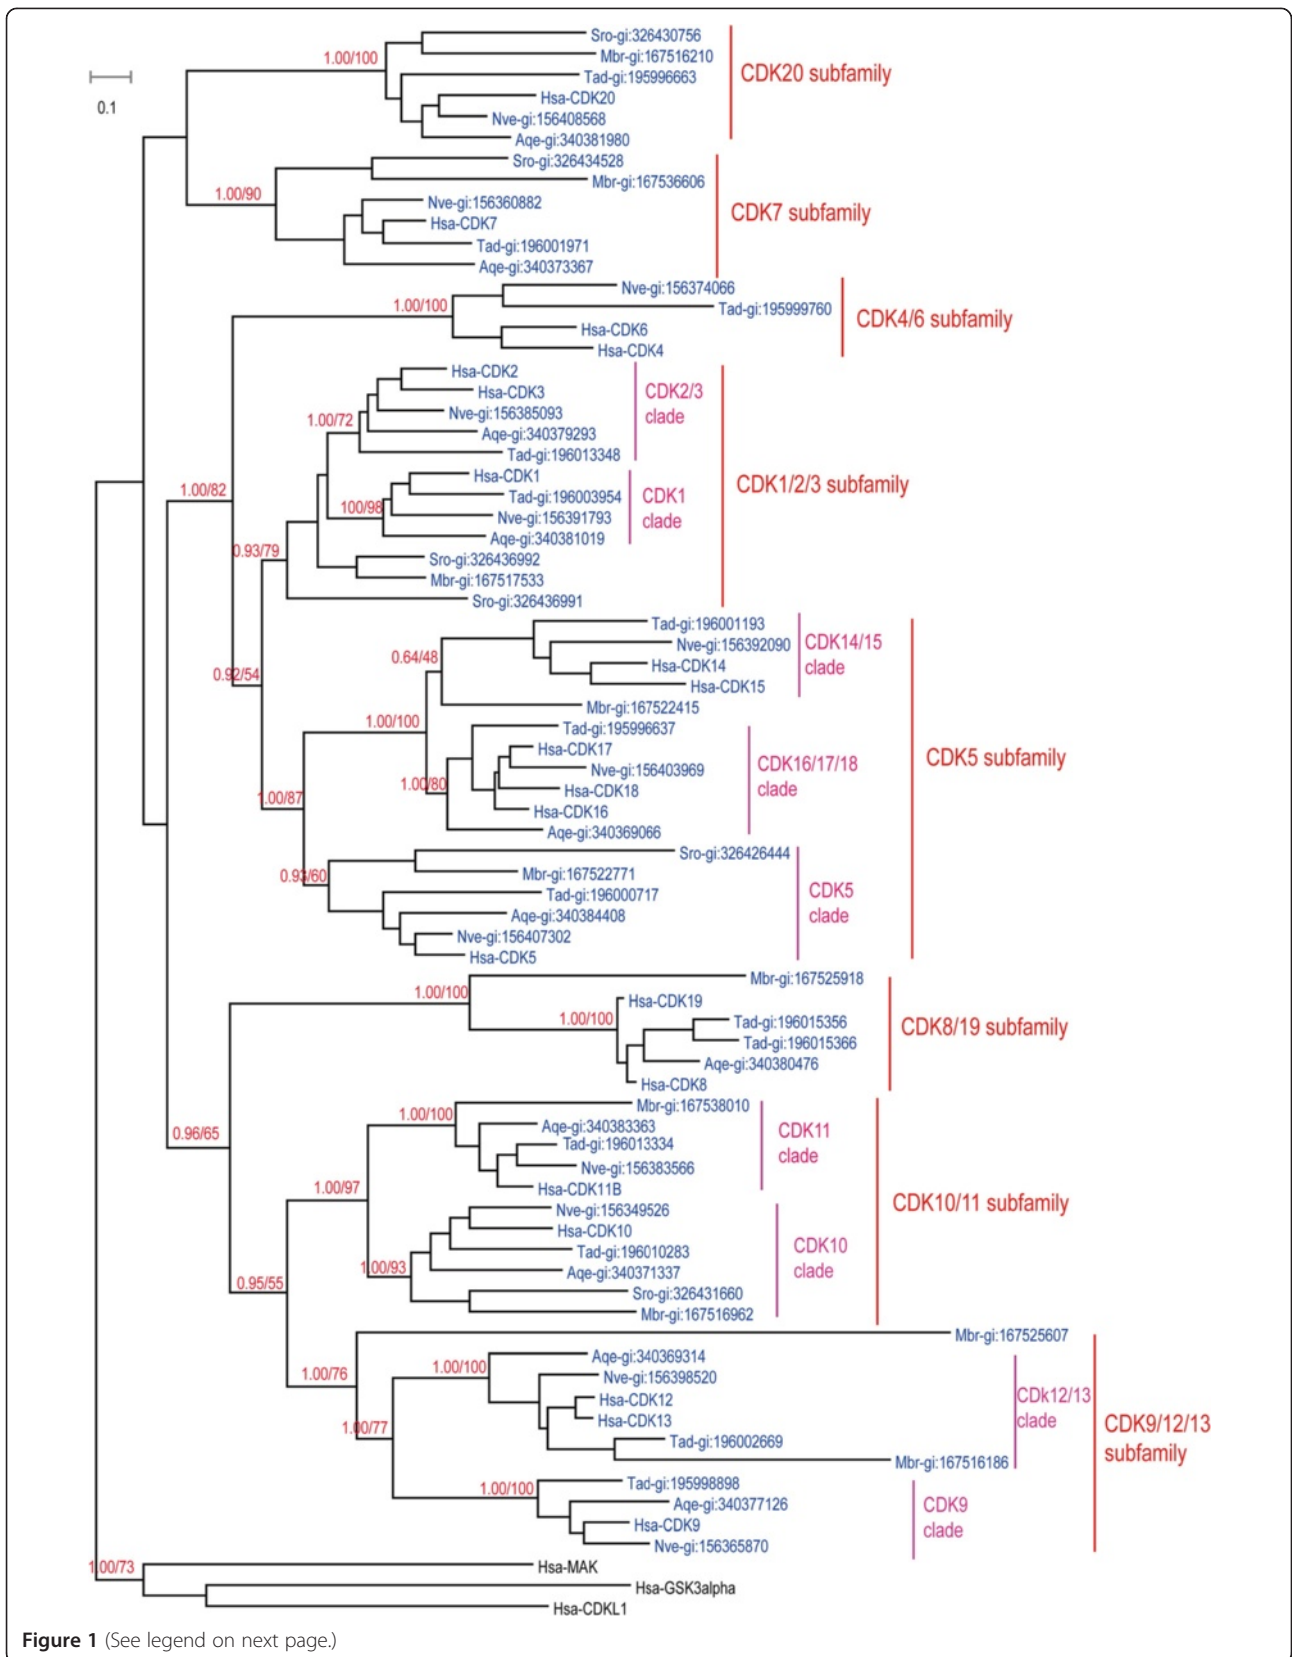 Sro-gi:326430756
Mbr-gi:167516210
1.00/100
Tad-gi:195996663
CDK20 subfamily
0.1
Hsa-CDK20
Nve-gi:156408568
Aqe-gi:340381980
Sro-gi:326434528
Mbr-gi:167536606
1.00/90
Nve-gi:156360882
CDK7 subfamily
Hsa-CDK7
Tad-gi:196001971
Aqe-gi:340373367
Nve-gi:156374066
1.00/100
Tad-gi:195999760
CDK4/6 subfamily
Hsa-CDK6
Hsa-CDK4
Hsa-CDK2
Hsa-CDK3
CDK2/3
clade
Nve-gi:156385093
1.00/72
Aqe-gi:340379293
Tad-gi:196013348
Hsa-CDK1
CDK1/2/3 subfamily
1.00/82
Tad-gi:196003954
CDK1
clade
100/98
Nve-gi:156391793
Aqe-gi:340381019
0.93/79
Sro-gi:326436992
Mbr-gi:167517533
Sro-gi:326436991
Tad-gi:196001193
Nve-gi:156392090
CDK14/15
clade
0.64/48
Hsa-CDK14
0.92/54
Hsa-CDK15
Mbr-gi:167522415
1.00/100
Tad-gi:195996637
Hsa-CDK17
CDK5 subfamily
Nve-gi:156403969
CDK16/17/18
clade
1.00/80
Hsa-CDK18
1.00/87
Hsa-CDK16
Aqe-gi:340369066
Sro-gi:326426444
0.93/60
Mbr-gi:167522771
Tad-gi:196000717
CDK5
clade
Aqe-gi:340384408
Nve-gi:156407302
Hsa-CDK5
Mbr-gi:167525918
1.00/100
Hsa-CDK19
1.00/100
Tad-gi:196015356
CDK8/19 subfamily
Tad-gi:196015366
Aqe-gi:340380476
Hsa-CDK8
Mbr-gi:167538010
1.00/100
Aqe-gi:340383363
CDK11
clade
0.96/65
Tad-gi:196013334
Nve-gi:156383566
1.00/97
Hsa-CDK11B
CDK10/11 subfamily
Nve-gi:156349526
Hsa-CDK10
Tad-gi:196010283
CDK10
clade
1.00/93
Aqe-gi:340371337
0.95/55
Sro-gi:326431660
Mbr-gi:167516962
Mbr-gi:167525607
Aqe-gi:340369314
1.00/76
1.00/100
Nve-gi:156398520
Hsa-CDK12
CDk12/13
clade
Hsa-CDK13
1.00/77
CDK9/12/13
subfamily
Tad-gi:196002669
Mbr-gi:167516186
1.00/100
Tad-gi:195998898
Aqe-gi:340377126
CDK9
clade
Hsa-CDK9
Nve-gi:156365870
1.00/73
Hsa-MAK
Hsa-GSK3alpha
Hsa-CDKL1
Figure 1 (See legend on next page.)